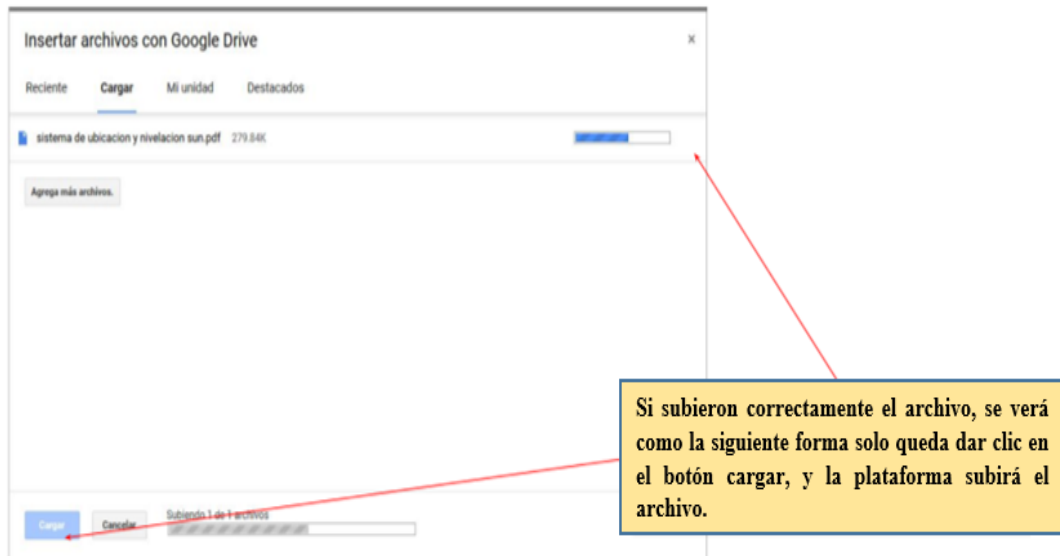 Insertar archivos con Google Drive
×
Reciente Cargar Mi unidad Destacados
sistema de ubicacion y nivelacion sun.pdf 279.84K
Agrega más archivos.
Si subieron correctamente el archivo, se verá
como la siguiente forma solo queda dar clic en
el botón cargar, y la plataforma subirá el
archivo.
Subiendo 1 de 1 archivos
Cargar Cancelar